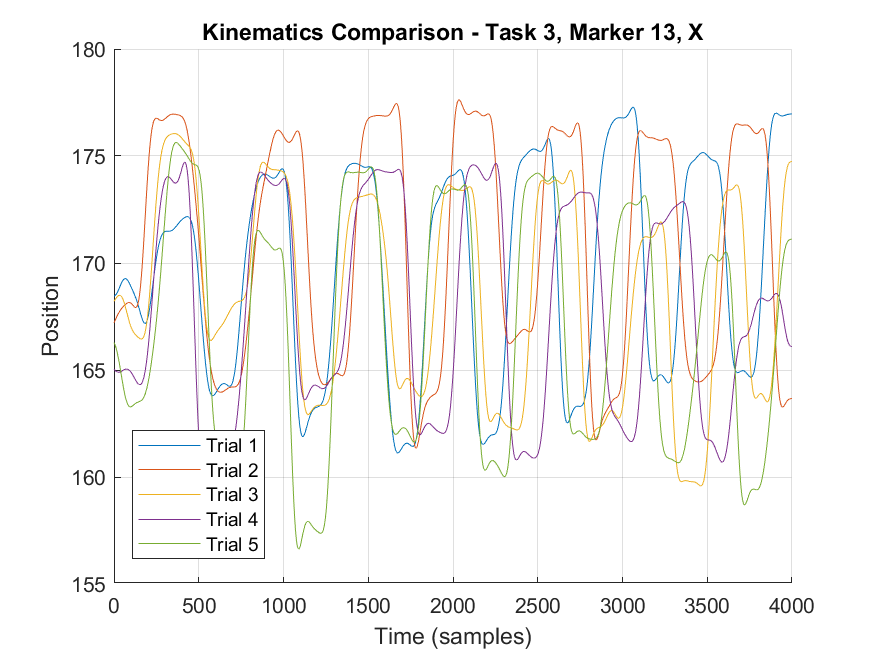 Kinematics Comparison - Task 3, Marker 13, X
180
175
170
165
160
155
Position
Trial 1
Trial 2
Trial 3
Trial 4
Trial 5
0 500 1000 1500 2000 2500 3000 3500 4000
Time (samples)